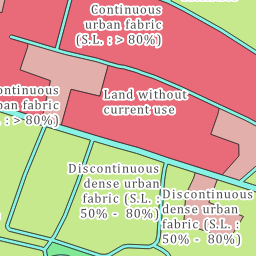 Continuous
urban fabric
(S.L. : > 80%)
ontinuous
ban fabric
: > 80%)
Land without
current use
Discontinuous
dense urban
fabric (S.L. :
50% - 80%)
Discontinuous
dense urban
fabric (S.L. :
50% - 80%)